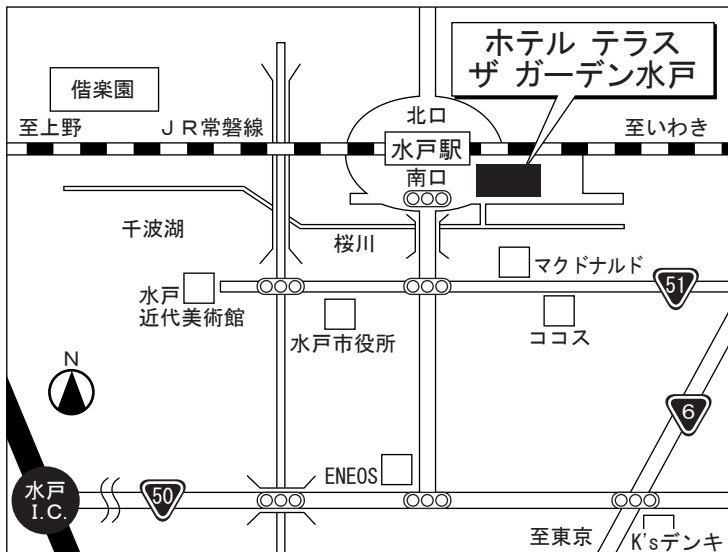 ホテル テラス
ザ ガーデン水戸
偕楽園
北口
至上野
JR常磐線
水戸駅
至いわき
南口
千波湖
桜川
マクドナルド
51
水戸
近代美術館
水戸市役所
ココス
N
6
ENEOS
水戸
I.C.
50
至東京
K'sデンキ